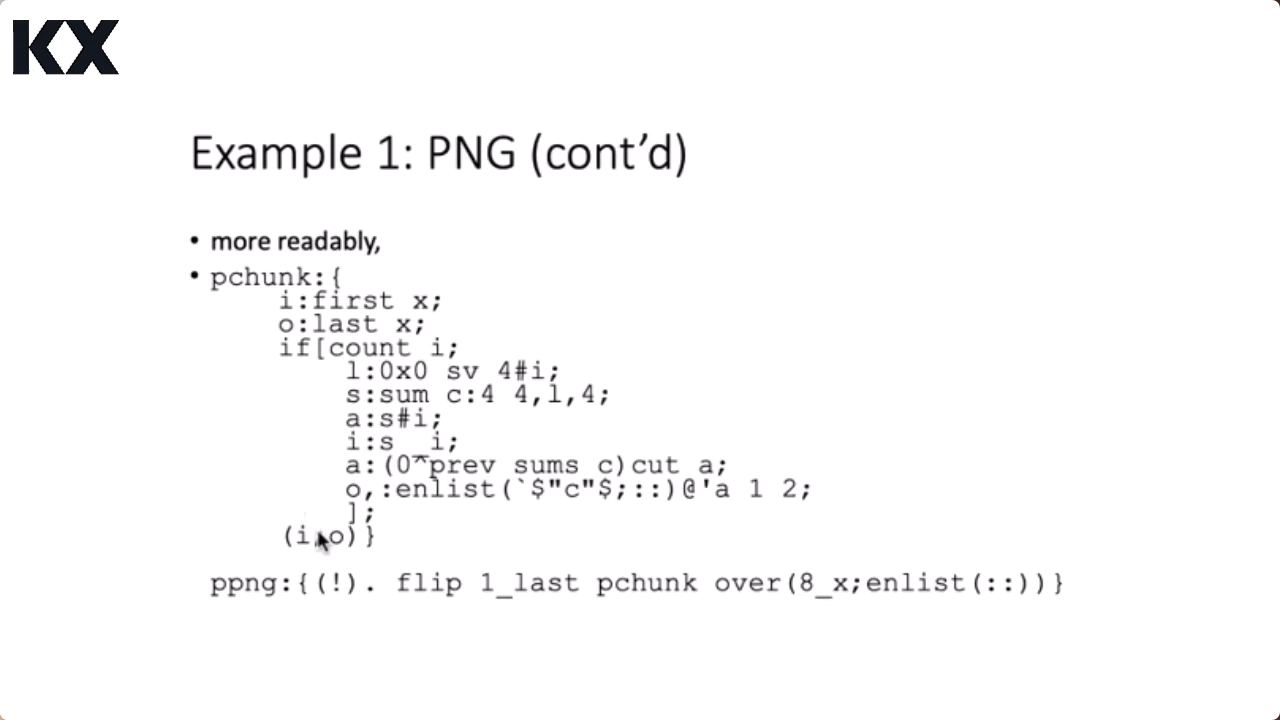 KX
Example 1: PNG (cont’d)
• more readably,
• pchunk:{
i:first x;
o:last x;
if[count i;
l:0x0 sv 4#i;
s:sum c:4 4,l,4;
a:s#i;
i:s _i;
a:(0^prev sums c)cut a;
o,:enlist(`$"c"$;::)@'a 1 2;
];
(i;o)}
ppng:{(!). flip 1_last pchunk over(8_x;enlist(::))}